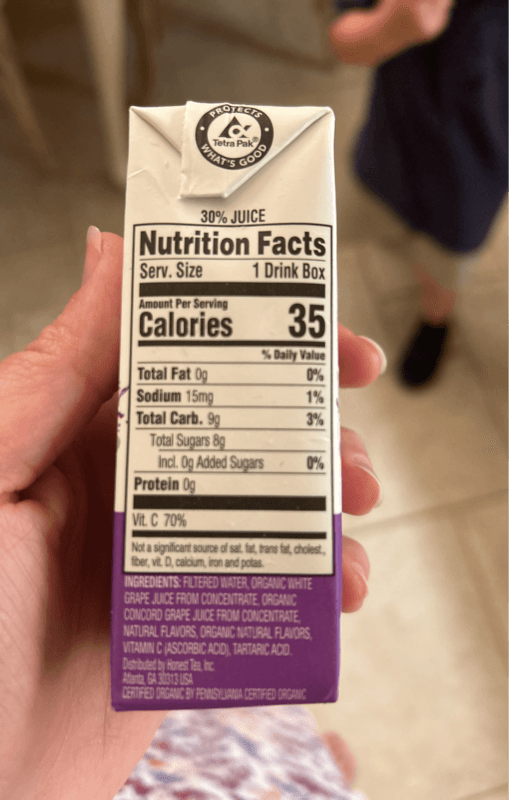 PROTECTS
Tetra Pak®
WHAT'S GOOD
30% JUICE
Nutrition Facts
Serv. Size 1 Drink Box
Amount Per Serving
Calories 35
% Daily Value
Total Fat 0g 0%
Sodium 15mg 1%
Total Carb. 9g 3%
Total Sugars 8g
Incl. 0g Added Sugars 0%
Protein 0g
Vit. C 70%
Not a significant source of sat. fat, trans fat, cholest.,
fiber, vit. D, calcium, iron and potas.
INGREDIENTS: FILTERED WATER, ORGANIC WHITE
GRAPE JUICE FROM CONCENTRATE, ORGANIC
CONCORD GRAPE JUICE FROM CONCENTRATE,
NATURAL FLAVORS, ORGANIC NATURAL FLAVORS,
VITAMIN C (ASCORBIC ACID), TARTARIC ACID.
Distributed by Honest Tea, Inc.
Atlanta, GA 30313 USA
CERTIFIED ORGANIC BY PENNSYLVANIA CERTIFIED ORGANIC